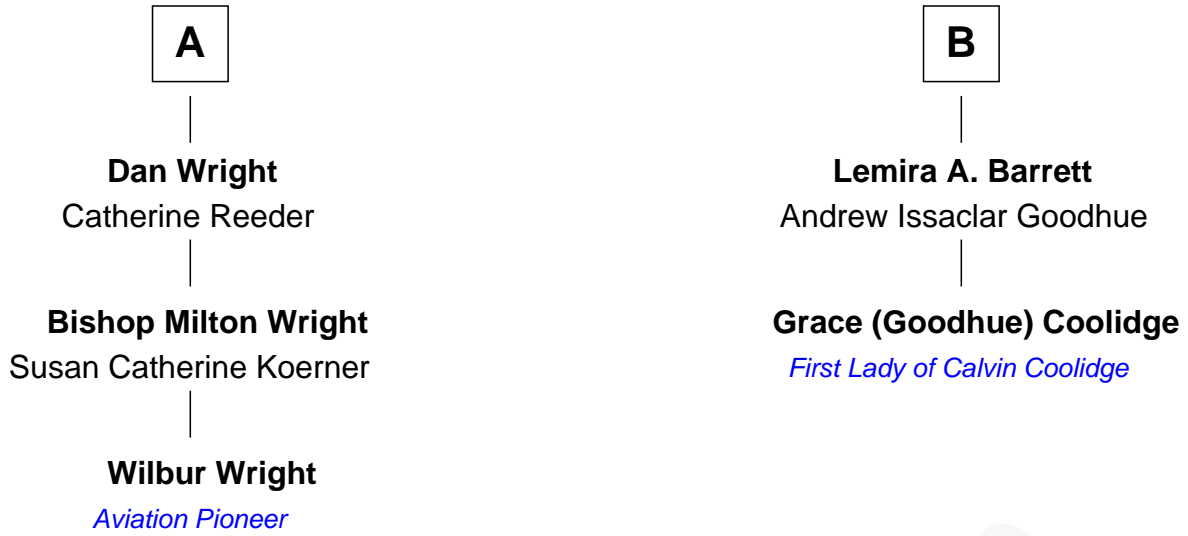 A
Dan Wright
Catherine Reeder
Bishop Milton Wright
Susan Catherine Koerner
Wilbur Wright
Aviation Pioneer
B
Lemira A. Barrett
Andrew Issaclar Goodhue
Grace (Goodhue) Coolidge
First Lady of Calvin Coolidge